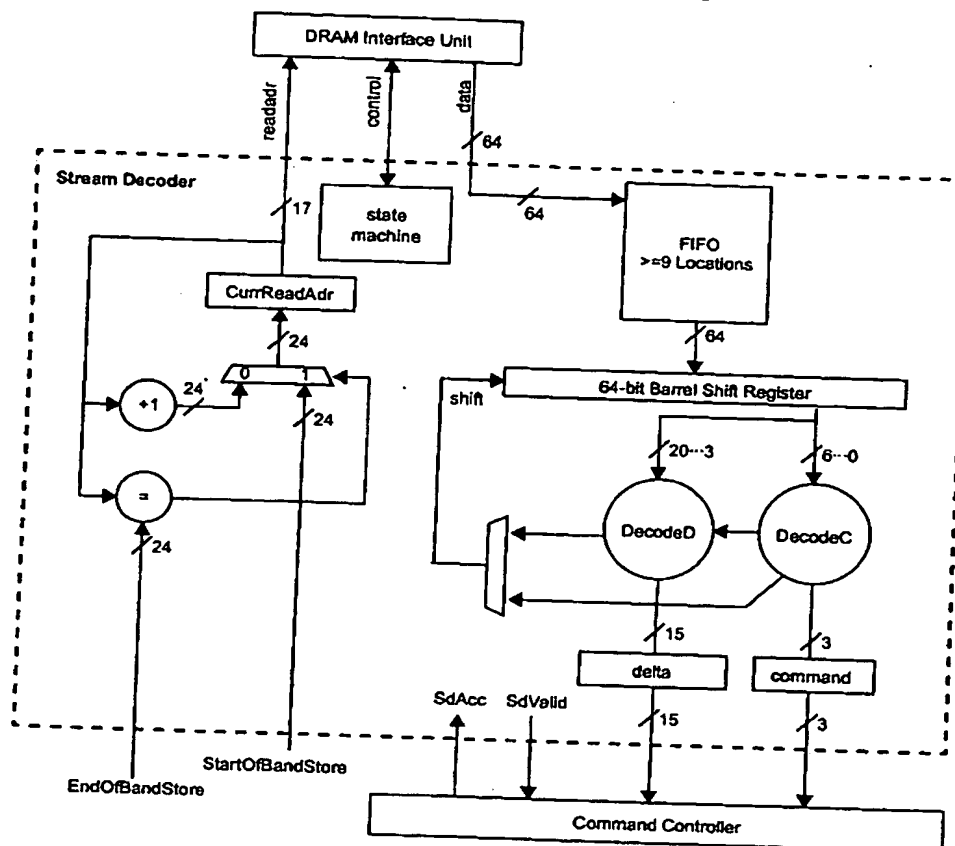 DRAM Interface Unit
readadr
control
data
64
Stream Decoder
17
state
machine
64
FIFO
>=9 Locations
CurrReadAdr
24
64
0 1
64-bit Barrel Shift Register
shift
+1
24
24
20···3
6···0
=
DecodeD
DecodeC
24
15
3
delta
command
SdAcc
SdValid
15
3
StartOfBandStore
EndOfBandStore
Command Controller